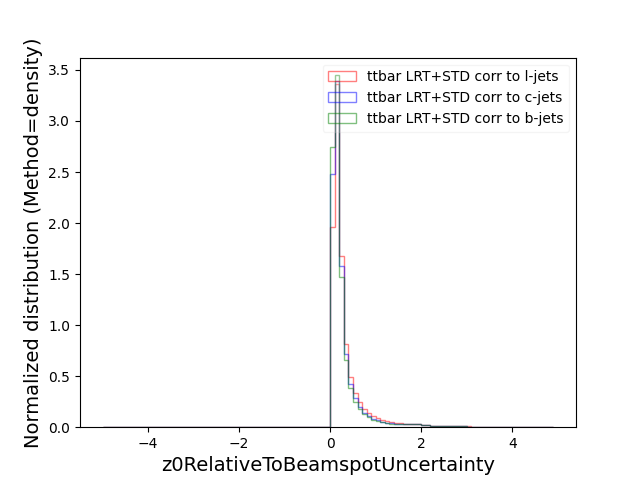 ttbar LRT+STD corr to l-jets
ttbar LRT+STD corr to c-jets
ttbar LRT+STD corr to b-jets
Normalized distribution (Method=density)
3.5
3.0
2.5
2.0
1.5
1.0
0.5
0.0
−4
−2
0
2
4
z0RelativeToBeamspotUncertainty